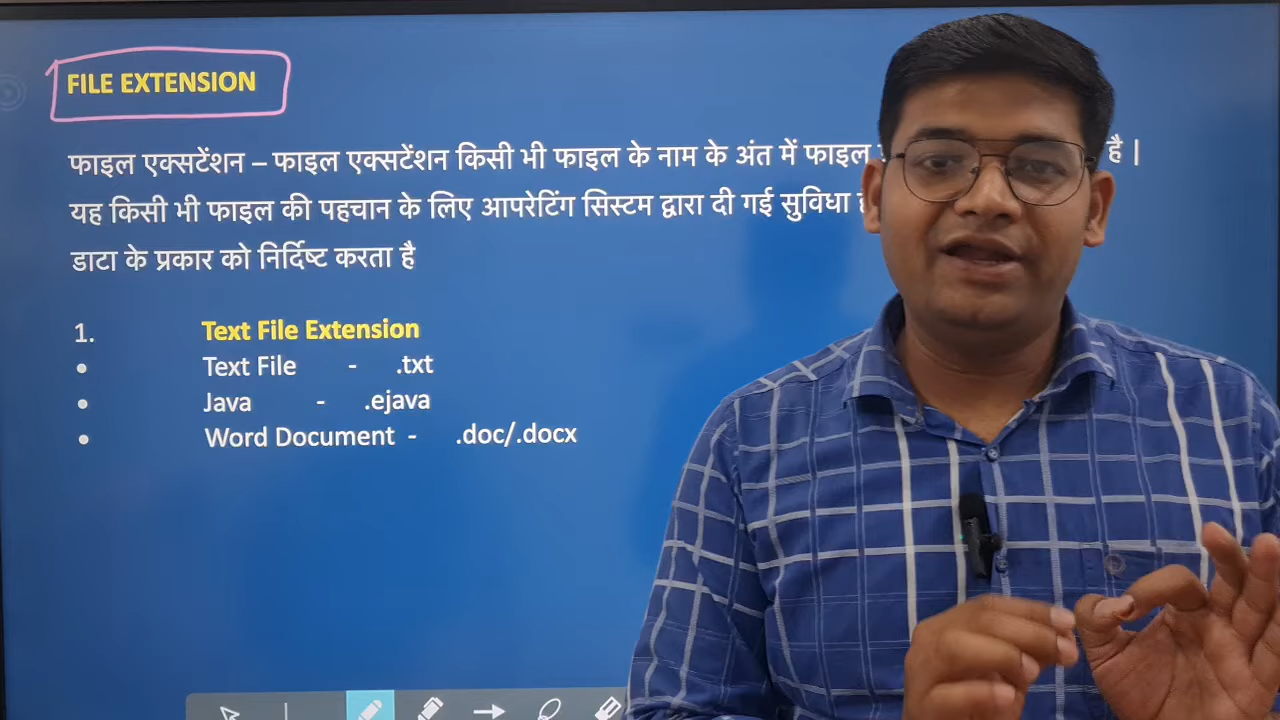 FILE EXTENSION
फाइल एक्सटेंशन – फाइल एक्सटेंशन किसी भी फाइल के नाम के अंत में फाइल है |
यह किसी भी फाइल की पहचान के लिए आपरेटिंग सिस्टम द्वारा दी गई सुविधा
डाटा के प्रकार को निर्दिष्ट करता है
1. Text File Extension
• Text File - .txt
• Java - .ejava
• Word Document - .doc/.docx